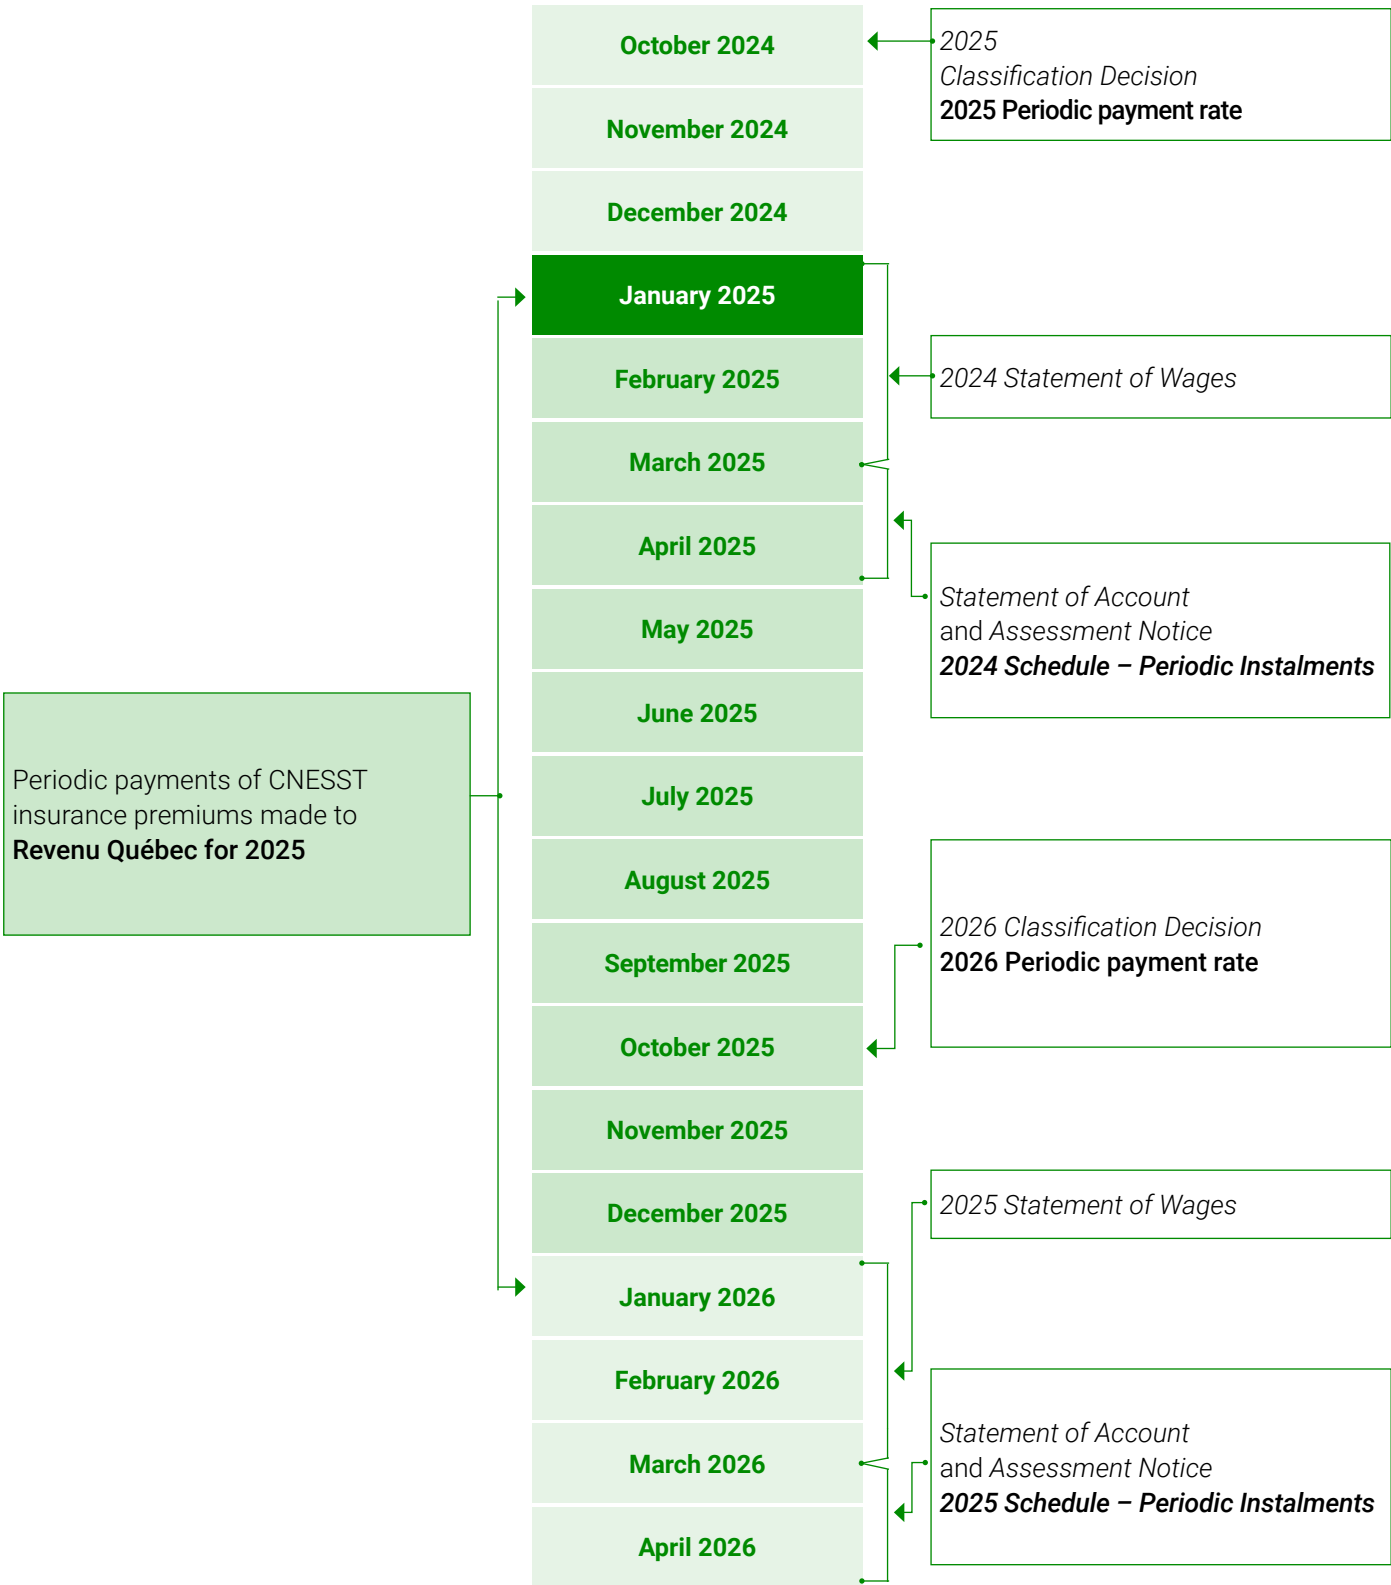 October 2024
November 2024
December 2024
January 2025
February 2025
March 2025
April 2025
May 2025
June 2025
July 2025
August 2025
September 2025
October 2025
November 2025
December 2025
January 2026
February 2026
March 2026
April 2026
Periodic payments of CNESST
insurance premiums made to
Revenu Québec for 2025
2025
Classification Decision
2025 Periodic payment rate
2024 Statement of Wages
Statement of Account
and Assessment Notice
2024 Schedule – Periodic Instalments
2026 Classification Decision
2026 Periodic payment rate
2025 Statement of Wages
Statement of Account
and Assessment Notice
2025 Schedule – Periodic Instalments